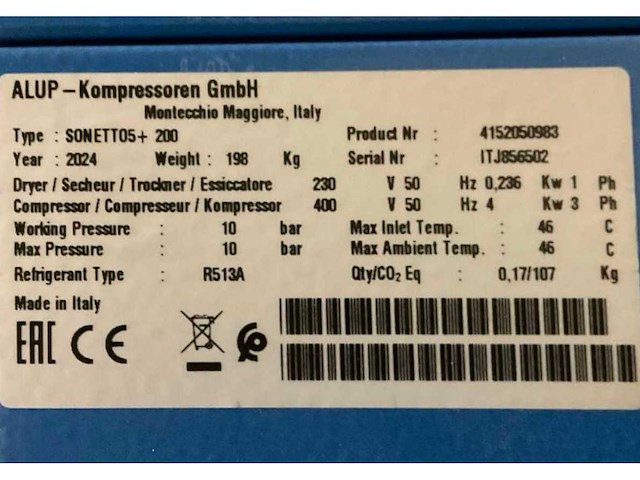 ALUP – Kompressoren GmbH
Montecchio Maggiore, Italy
Type : SONETTO5+ 200 Product Nr : 4152050983
Year : 2024 Weight : 198 Kg Serial Nr : ITJ856502
Dryer / Secheur / Trockner / Essiccatore 230 V 50 Hz 0,236 Kw 1 Ph
Compressor / Compresseur / Kompressor 400 V 50 Hz 4 Kw 3 Ph
Working Pressure : 10 bar Max Inlet Temp. : 46 C
Max Pressure : 10 bar Max Ambient Temp. : 46 C
Refrigerant Type : R513A Qty/CO₂ Eq : 0,17/107 Kg
Made in Italy
EAC CE